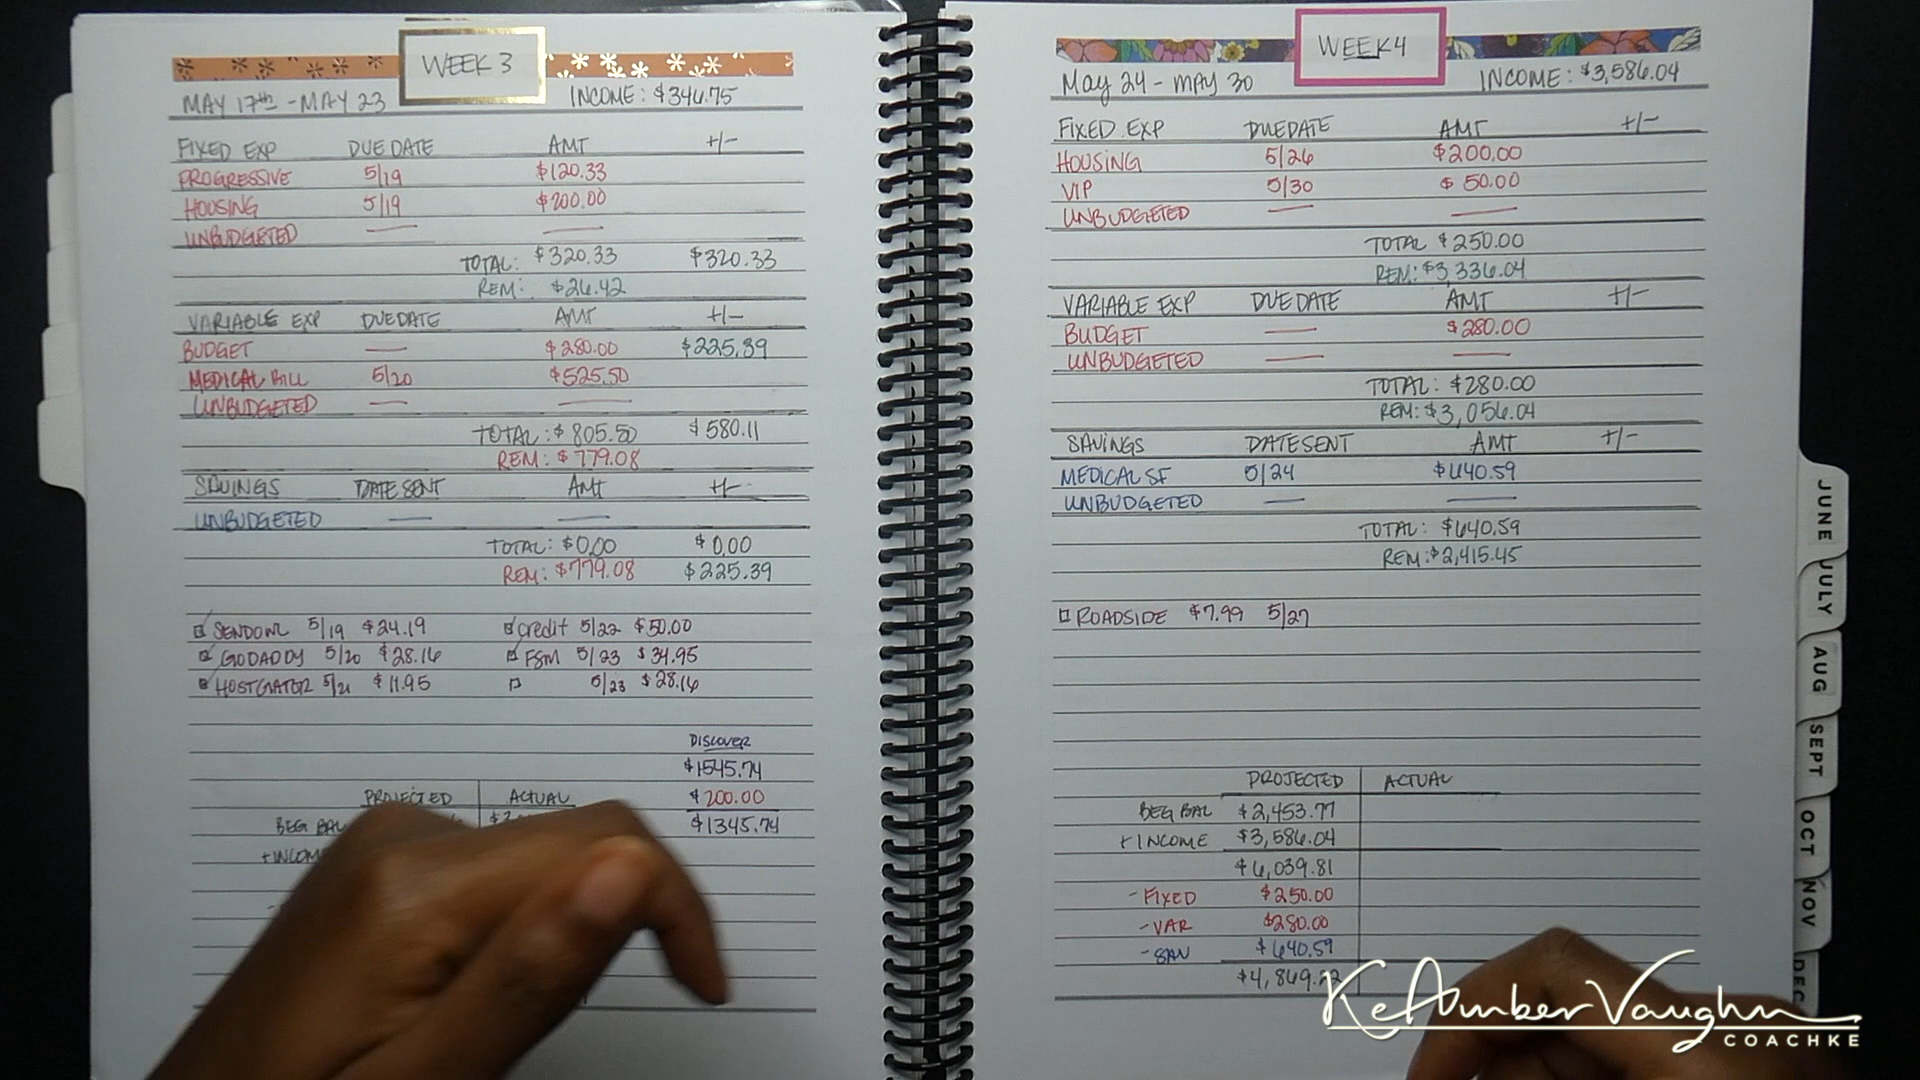 WEEK 3
MAY 17th - MAY 23 INCOME: $346.75
FIXED EXP DUE DATE AMT +/-
PROGRESSIVE 5/19 $120.33
HOUSING 5/19 $200.00
UNBUDGETED — —
TOTAL: $320.33 $320.33
REM: $26.42
VARIABLE EXP DUE DATE AMT +/-
BUDGET — $280.00 $225.39
MEDICAL BILL 5/20 $525.50
UNBUDGETED — —
TOTAL: $805.50 $580.11
REM: $779.08
SAVINGS DATE SENT AMT +/-
UNBUDGETED — —
TOTAL: $0.00 $0.00
REM: $779.08 $225.39
SENDOWL 5/19 $24.19 Credit 5/22 $50.00
GODADDY 5/20 $28.16 FSM 5/23 $34.95
HOSTGATOR 5/21 $11.95 5/23 $28.16
DISCOVER
$1545.74
PROJECTED ACTUAL $200.00
BEG BAL $1345.74
+INCOME
WEEK 4
May 24 - MAY 30 INCOME: $3,586.04
FIXED EXP DUE DATE AMT +/-
HOUSING 5/26 $200.00
VIP 5/30 $50.00
UNBUDGETED — —
TOTAL $250.00
REM: $3,336.04
VARIABLE EXP DUE DATE AMT +/-
BUDGET — $280.00
UNBUDGETED — —
TOTAL: $280.00
REM: $3,056.04
SAVINGS DATE SENT AMT +/-
MEDICAL SF 5/24 $640.59
UNBUDGETED — —
TOTAL: $640.59
REM: $2,415.45
ROADSIDE $7.99 5/27
PROJECTED ACTUAL
BEG BAL $2,453.77
+ INCOME $3,586.04
$6,039.81
- FIXED $250.00
- VAR $280.00
- SAV $640.59
$4,869.22
JUNE
JULY
AUG
SEPT
OCT
NOV
DEC
KeAmber Vaughn
COACHKE